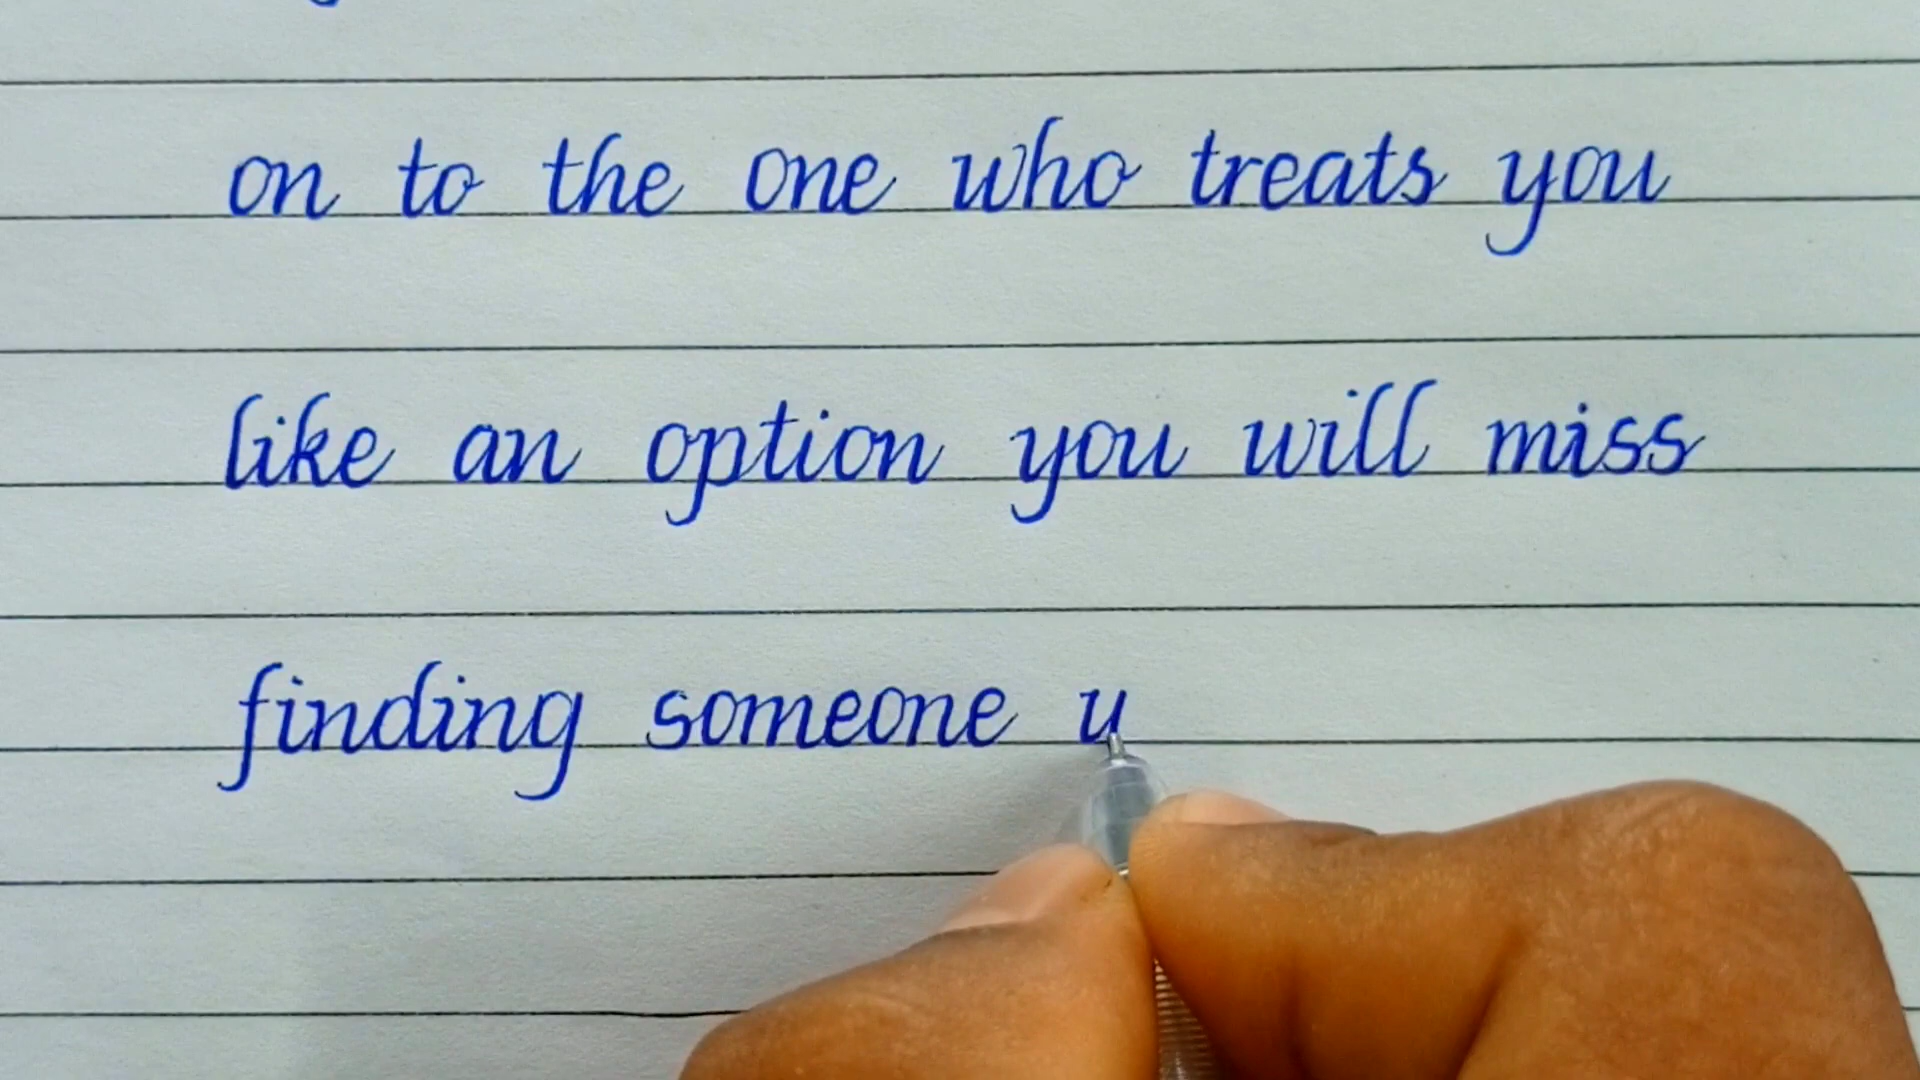 on to the one who treats you
like an option you will miss
finding someone u